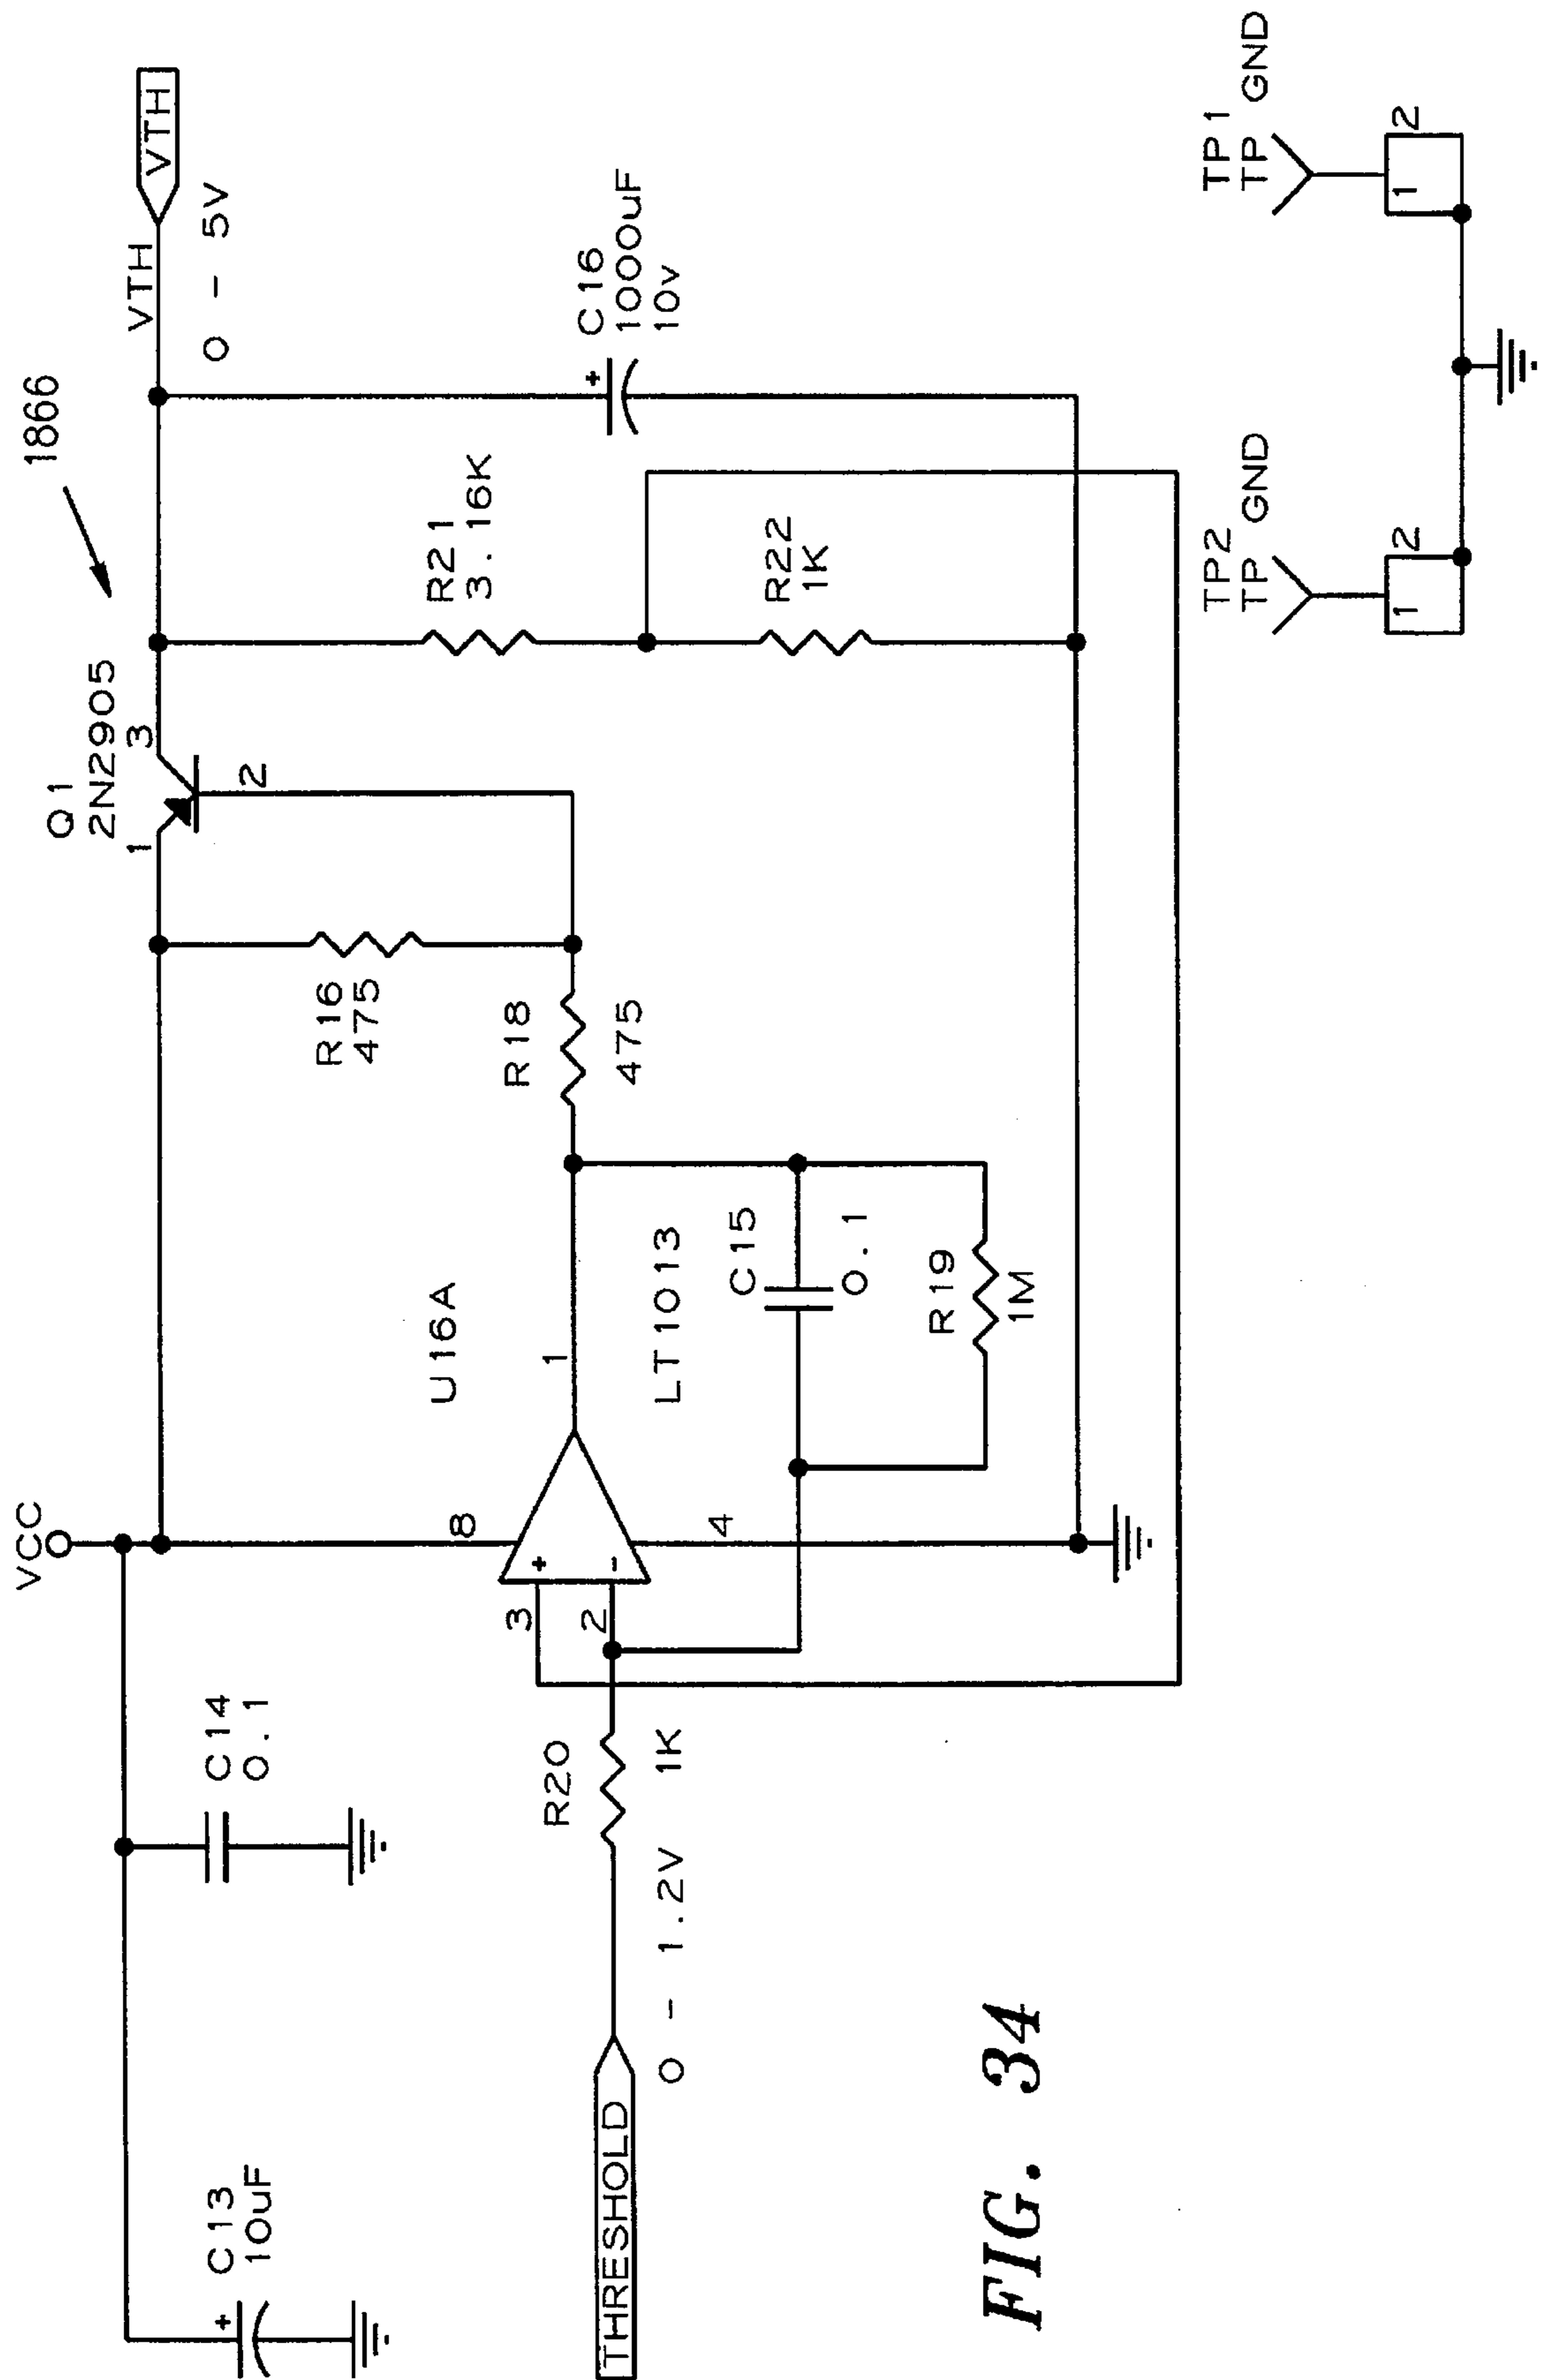 1866
VCC
Q1
2N2905
1
3
2
VTH
VTH
0 - 5V
C13
10uF
C14
0.1
R16
475
R21
3.16K
C16
1000uF
10v
U16A
8
3
+
2
-
1
4
LT1013
R18
475
R22
1K
THRESHOLD
0 - 1.2V
R20
1K
C15
0.1
R19
1M
TP2
TP GND
1
2
TP1
TP GND
1
2
FIG. 34